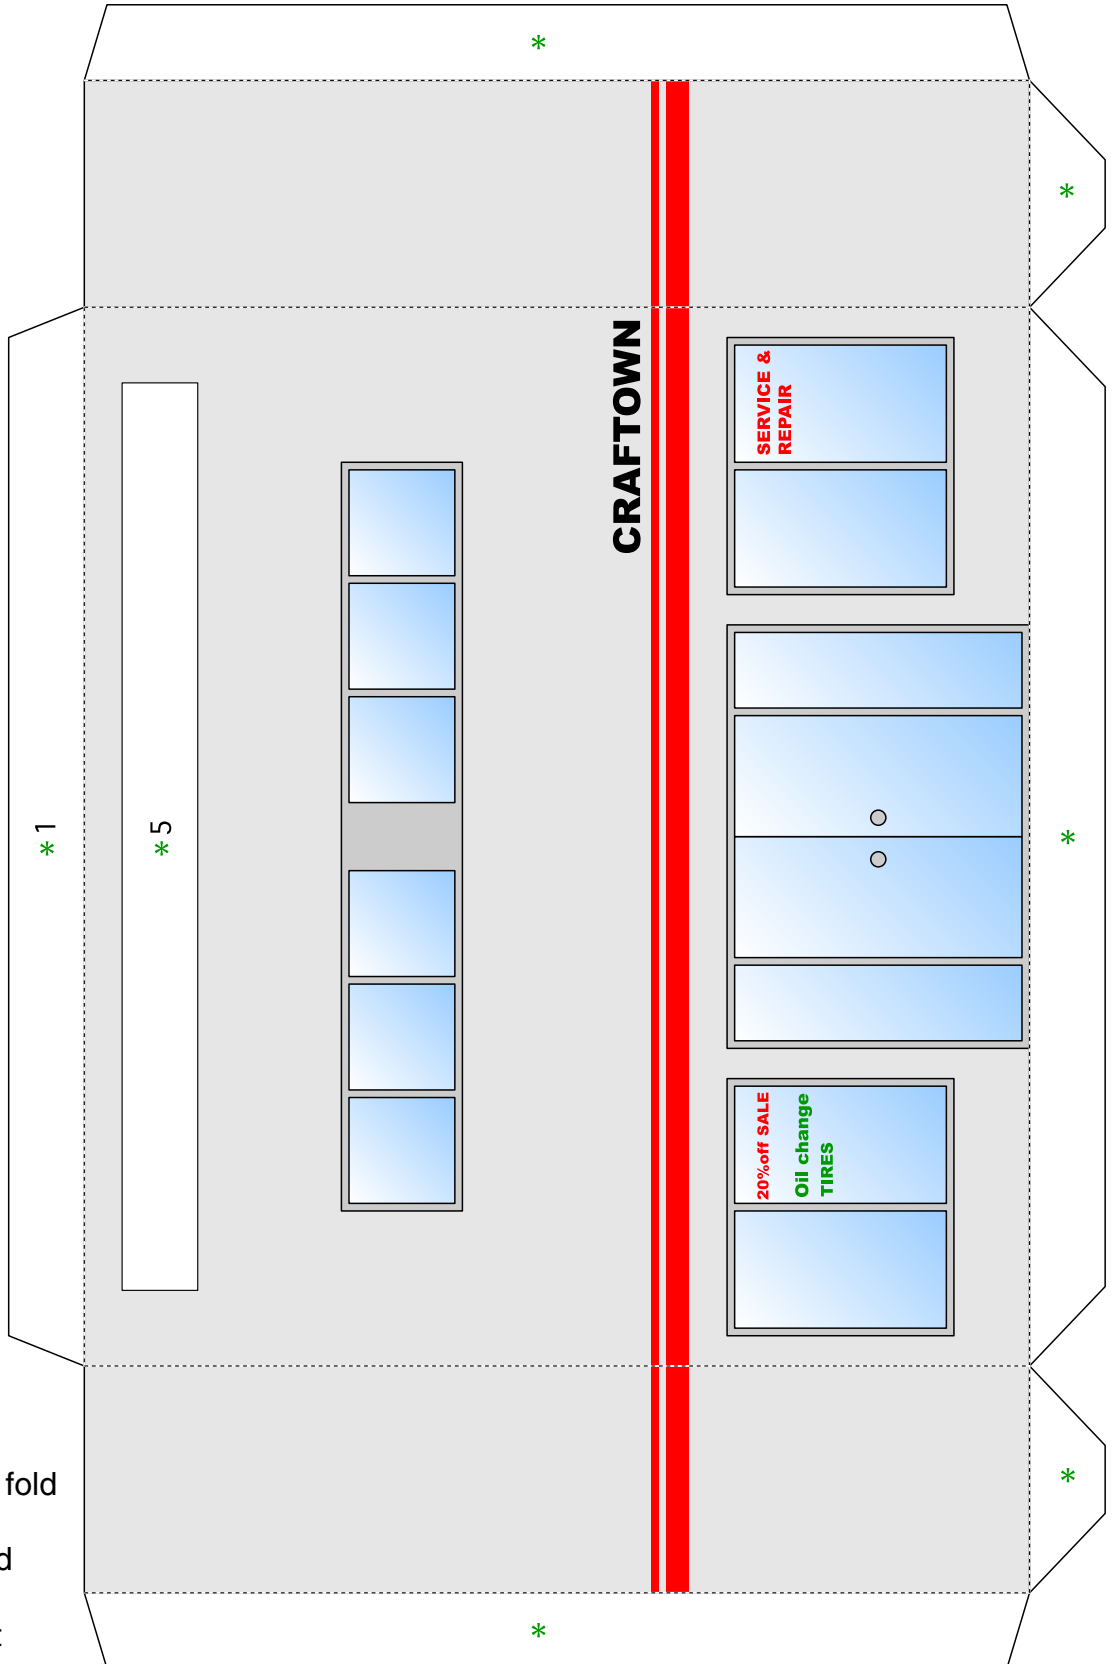 *
*
CRAFTOWN
SERVICE &
REPAIR
* 1
* 5
*
20%off SALE
Oil change
TIRES
*
fold
*